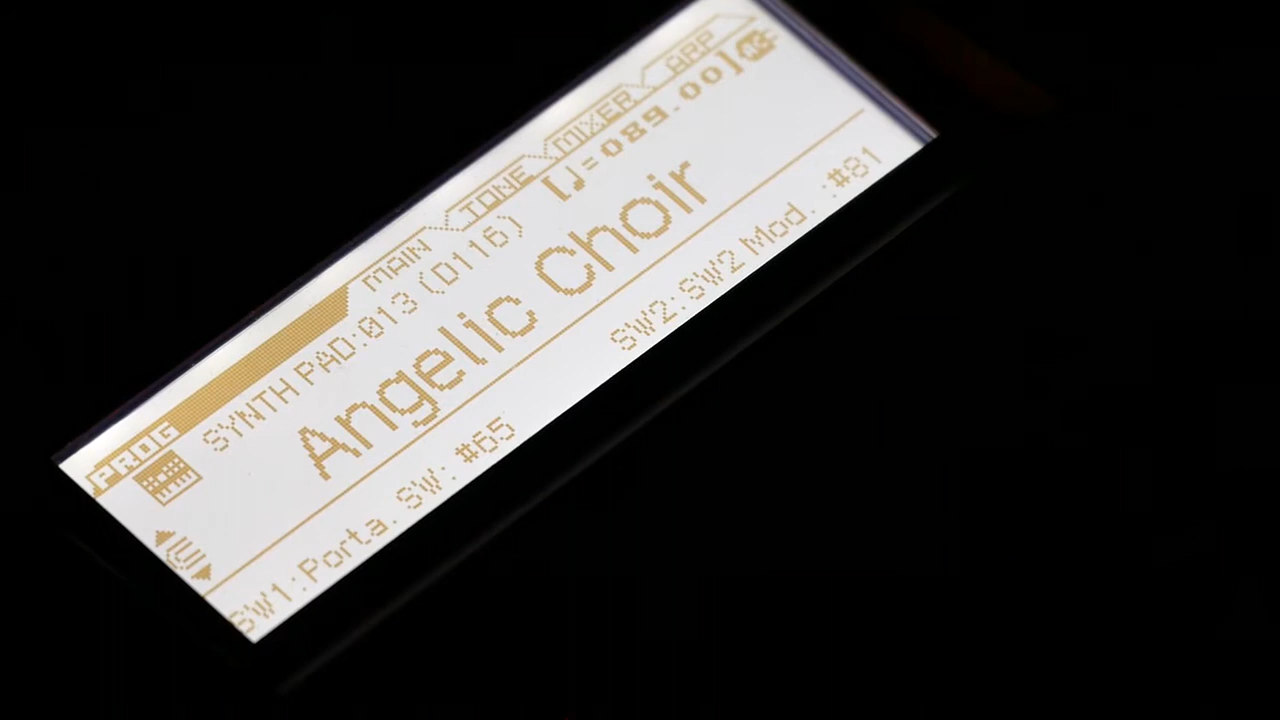 PROG MAIN TONE MIXER ARP
SYNTH PAD:013 (D116) [♩=089.00] AC
Angelic Choir
SW1:Porta. SW: #65 SW2:SW2 Mod. :#81